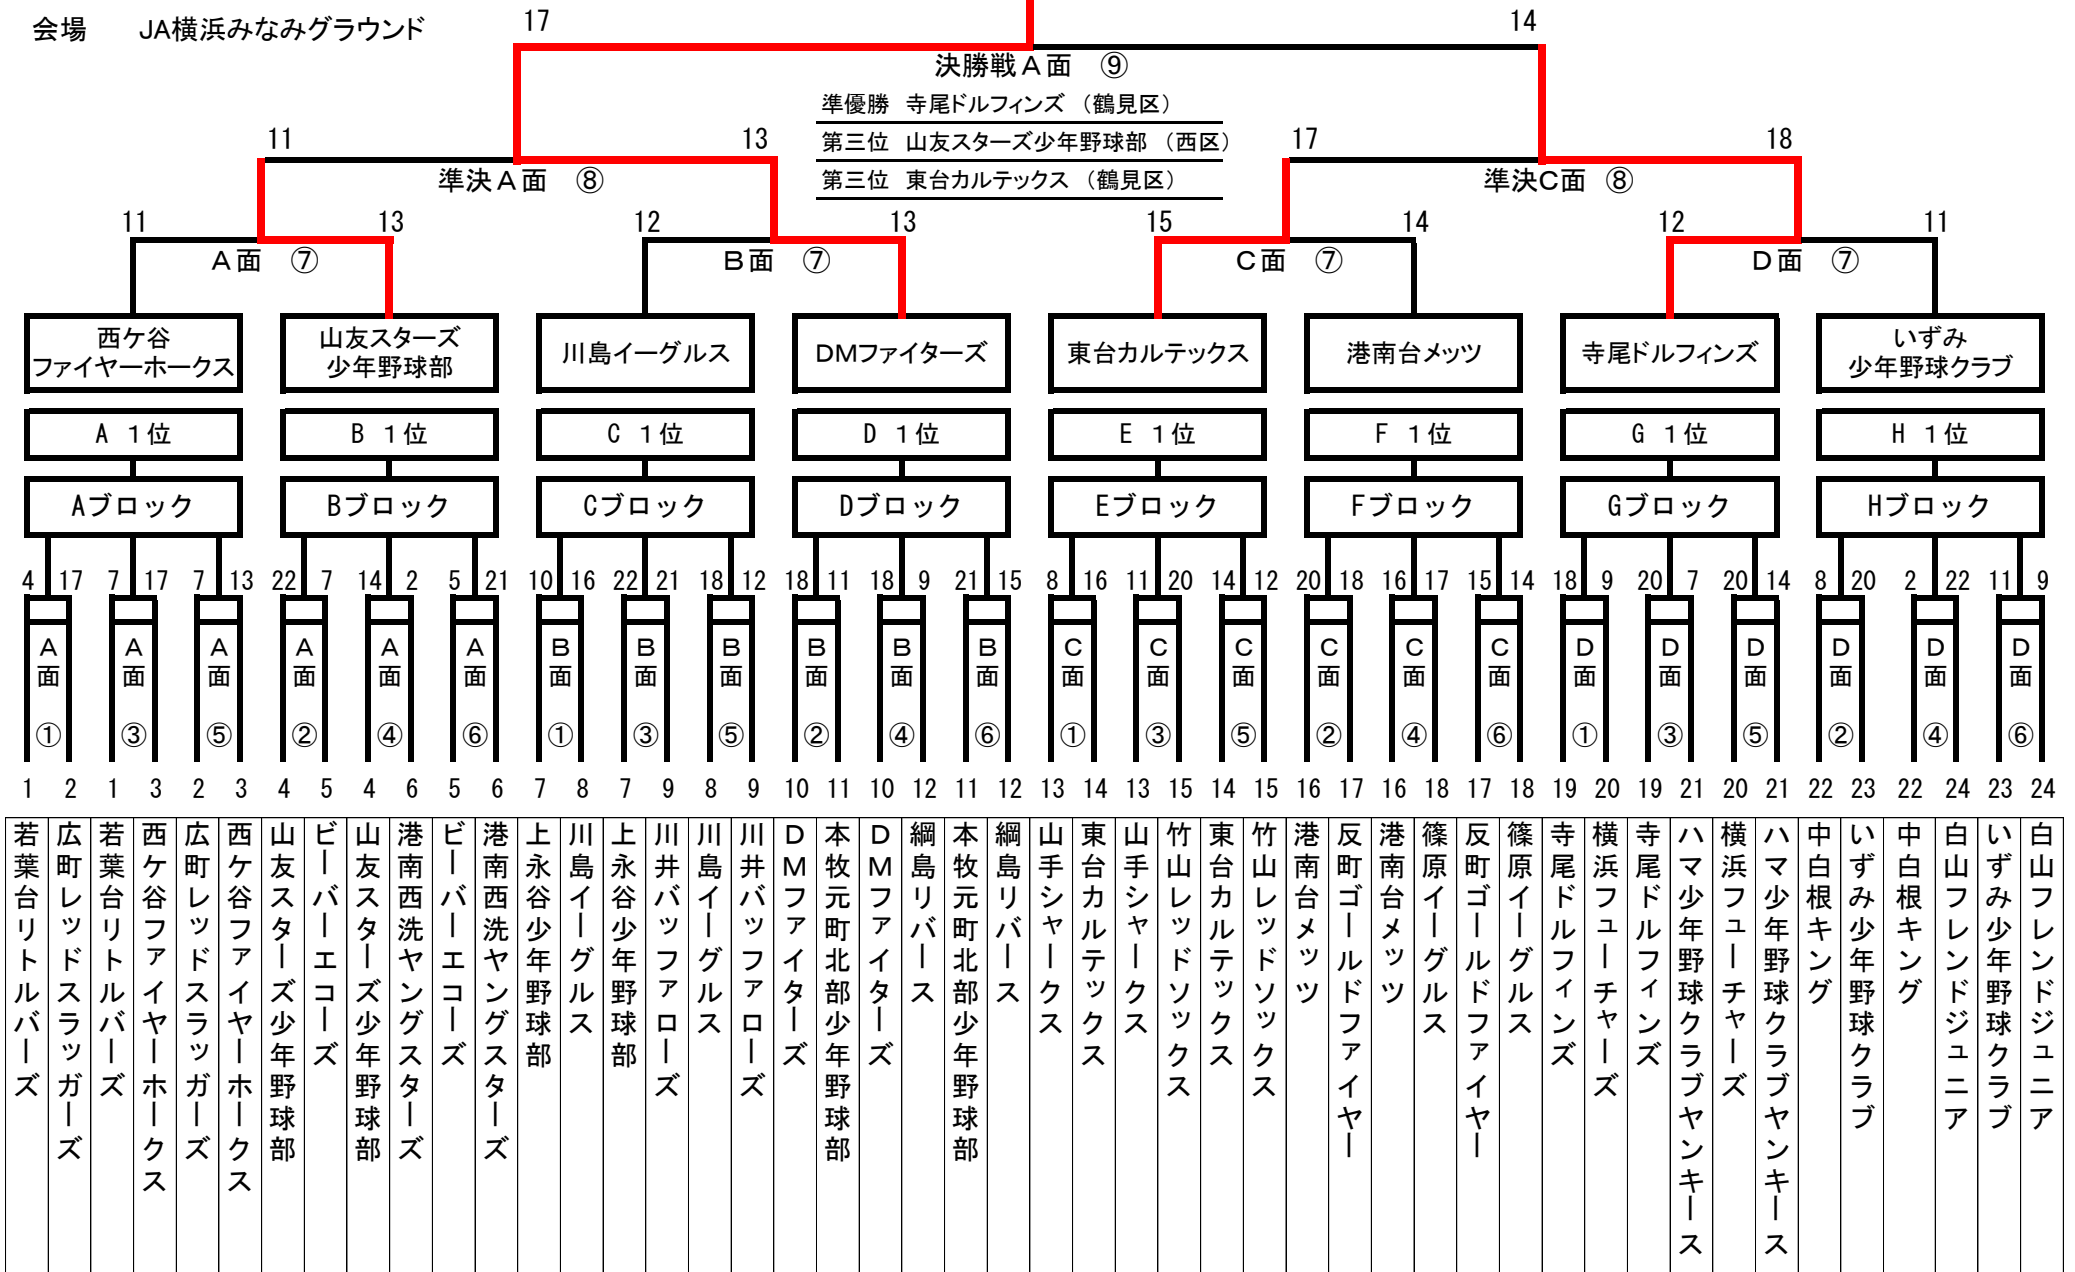 会場　　JA横浜みなみグラウンド
17 14
決勝戦Ａ面　⑨
準優勝　寺尾ドルフィンズ　（鶴見区）
第三位　山友スターズ少年野球部　（西区）
第三位　東台カルテックス　（鶴見区）
11 13 17 18
準決Ａ面　⑧ 準決C面　⑧
11 13 12 13 15 14 12 11
Ａ面　⑦ Ｂ面　⑦ Ｃ面　⑦ Ｄ面　⑦
西ケ谷
ファイヤーホークス
山友スターズ
少年野球部
川島イーグルス
DMファイターズ
東台カルテックス
港南台メッツ
寺尾ドルフィンズ
いずみ
少年野球クラブ
A 1位 B 1位 C 1位 D 1位 E 1位 F 1位 G 1位 H 1位
Aブロック Bブロック Cブロック Dブロック Eブロック Fブロック Gブロック Hブロック
4 17 7 17 7 13 22 7 14 2 5 21 10 16 22 21 18 12 18 11 18 9 21 15 8 16 11 20 14 12 20 18 16 17 15 14 18 9 20 7 20 14 8 20 2 22 11 9
Ａ面 Ａ面 Ａ面 Ａ面 Ａ面 Ａ面 Ｂ面 Ｂ面 Ｂ面 Ｂ面 Ｂ面 Ｂ面 Ｃ面 Ｃ面 Ｃ面 Ｃ面 Ｃ面 Ｃ面 Ｄ面 Ｄ面 Ｄ面 Ｄ面 Ｄ面 Ｄ面
① ③ ⑤ ② ④ ⑥ ① ③ ⑤ ② ④ ⑥ ① ③ ⑤ ② ④ ⑥ ① ③ ⑤ ② ④ ⑥
1 2 1 3 2 3 4 5 4 6 5 6 7 8 7 9 8 9 10 11 10 12 11 12 13 14 13 15 14 15 16 17 16 18 17 18 19 20 19 21 20 21 22 23 22 24 23 24
若葉台リトルバーズ
広町レッドスラッガーズ
若葉台リトルバーズ
西ケ谷ファイヤーホークス
広町レッドスラッガーズ
西ケ谷ファイヤーホークス
山友スターズ少年野球部
ビーバーエコーズ
山友スターズ少年野球部
港南西洗ヤングスターズ
ビーバーエコーズ
港南西洗ヤングスターズ
上永谷少年野球部
川島イーグルス
上永谷少年野球部
川井バッファローズ
川島イーグルス
川井バッファローズ
ＤＭファイターズ
本牧元町北部少年野球部
ＤＭファイターズ
綱島リバース
本牧元町北部少年野球部
綱島リバース
山手シャークス
東台カルテックス
山手シャークス
竹山レッドソックス
東台カルテックス
竹山レッドソックス
港南台メッツ
反町ゴールドファイヤー
港南台メッツ
篠原イーグルス
反町ゴールドファイヤー
篠原イーグルス
寺尾ドルフィンズ
横浜フューチャーズ
寺尾ドルフィンズ
ハマ少年野球クラブヤンキース
横浜フューチャーズ
ハマ少年野球クラブヤンキース
中白根キング
いずみ少年野球クラブ
中白根キング
白山フレンドジュニア
いずみ少年野球クラブ
白山フレンドジュニア